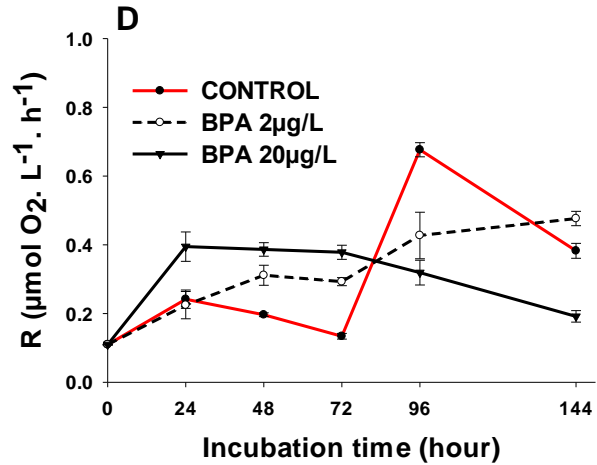 D
R (µmol O₂. L⁻¹. h⁻¹)
1.0
0.8
0.6
0.4
0.2
0.0
CONTROL
BPA 2µg/L
BPA 20µg/L
0 24 48 72 96 144
Incubation time (hour)